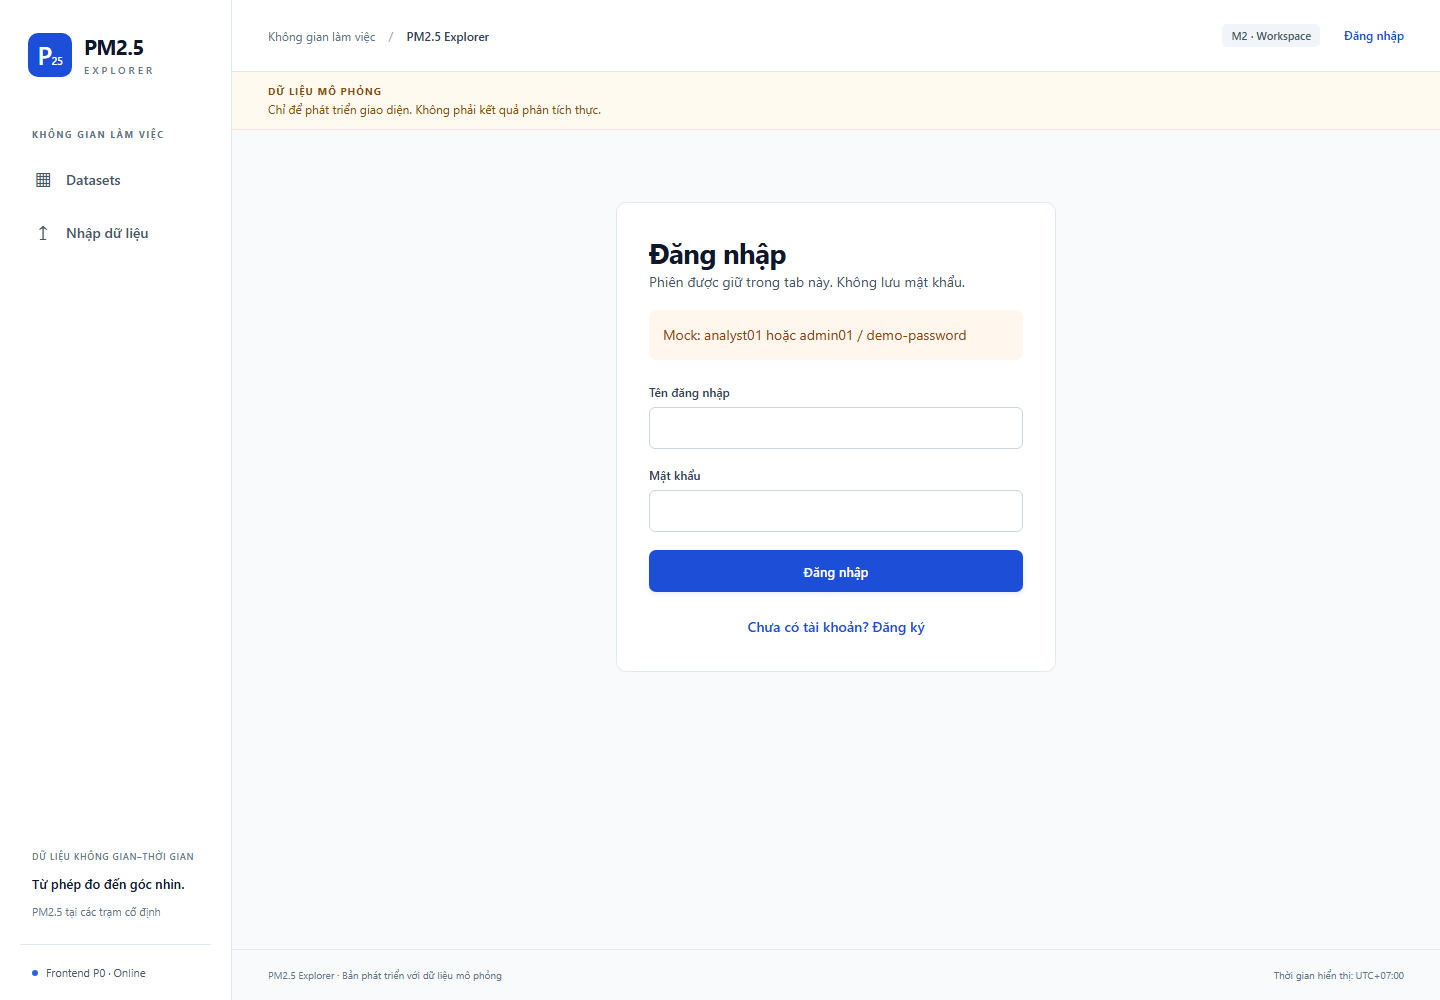 P25
PM2.5
EXPLORER
KHÔNG GIAN LÀM VIỆC
Datasets
Nhập dữ liệu
DỮ LIỆU KHÔNG GIAN–THỜI GIAN
Từ phép đo đến góc nhìn.
PM2.5 tại các trạm cố định
Frontend P0 · Online
Không gian làm việc / PM2.5 Explorer
M2 · Workspace
Đăng nhập
DỮ LIỆU MÔ PHỎNG
Chỉ để phát triển giao diện. Không phải kết quả phân tích thực.
Đăng nhập
Phiên được giữ trong tab này. Không lưu mật khẩu.
Mock: analyst01 hoặc admin01 / demo-password
Tên đăng nhập
Mật khẩu
Đăng nhập
Chưa có tài khoản? Đăng ký
PM2.5 Explorer · Bản phát triển với dữ liệu mô phỏng
Thời gian hiển thị: UTC+07:00